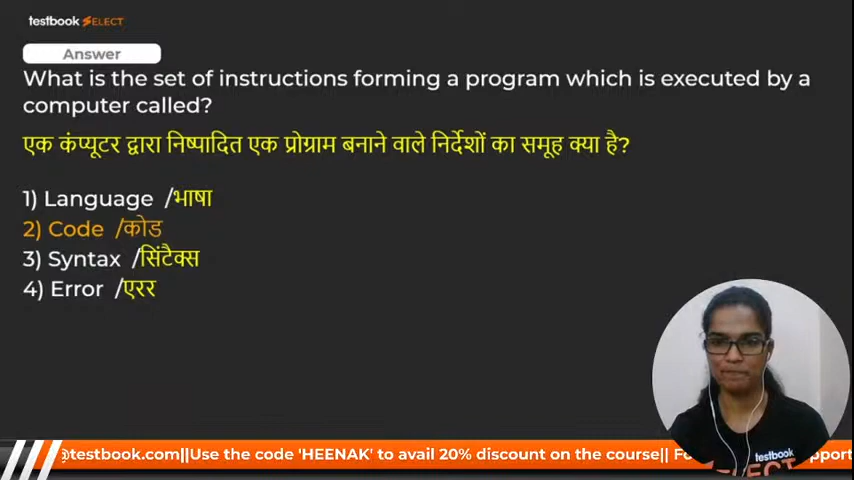 testbook SELECT
Answer
What is the set of instructions forming a program which is executed by a
computer called?
एक कंप्यूटर द्वारा निष्पादित एक प्रोग्राम बनाने वाले निर्देशों का समूह क्या है?
1) Language /भाषा
2) Code /कोड
3) Syntax /सिंटैक्स
4) Error /एरर
testbook
SELECT
@testbook.com||Use the code 'HEENAK' to avail 20% discount on the course||